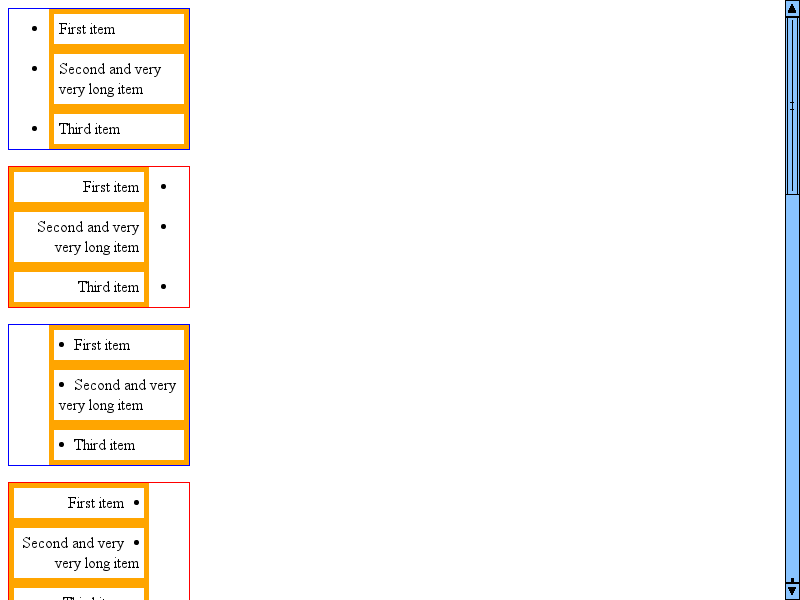 • First item
• Second and very
very long item
• Third item
First item •
Second and very •
very long item
Third item •
• First item
• Second and very
very long item
• Third item
First item •
Second and very •
very long item